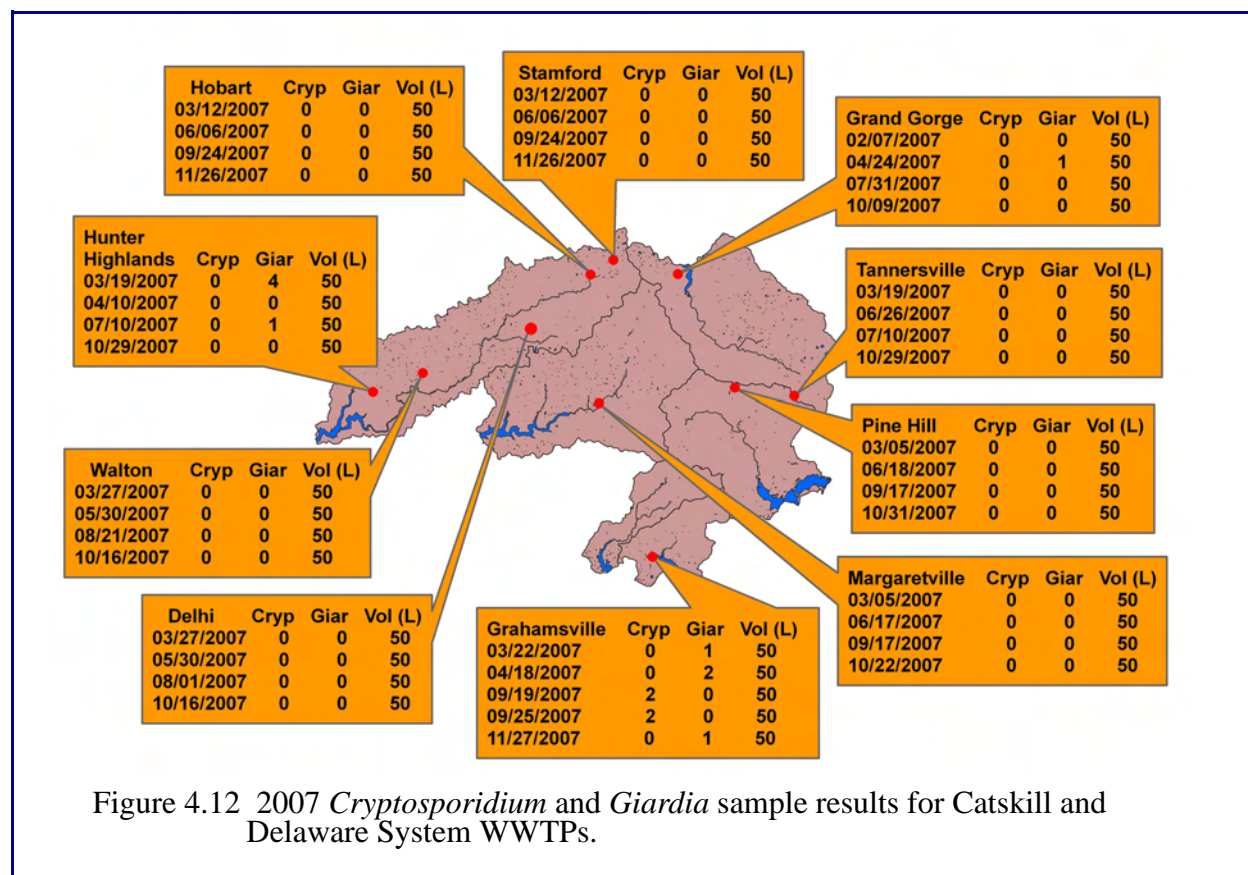 Hobart Cryp Giar Vol (L)
03/12/2007 0 0 50
06/06/2007 0 0 50
09/24/2007 0 0 50
11/26/2007 0 0 50
Stamford Cryp Giar Vol (L)
03/12/2007 0 0 50
06/06/2007 0 0 50
09/24/2007 0 0 50
11/26/2007 0 0 50
Grand Gorge Cryp Giar Vol (L)
02/07/2007 0 0 50
04/24/2007 0 1 50
07/31/2007 0 0 50
10/09/2007 0 0 50
Hunter
Highlands Cryp Giar Vol (L)
03/19/2007 0 4 50
04/10/2007 0 0 50
07/10/2007 0 1 50
10/29/2007 0 0 50
Tannersville Cryp Giar Vol (L)
03/19/2007 0 0 50
06/26/2007 0 0 50
07/10/2007 0 0 50
10/29/2007 0 0 50
Pine Hill Cryp Giar Vol (L)
03/05/2007 0 0 50
06/18/2007 0 0 50
09/17/2007 0 0 50
10/31/2007 0 0 50
Walton Cryp Giar Vol (L)
03/27/2007 0 0 50
05/30/2007 0 0 50
08/21/2007 0 0 50
10/16/2007 0 0 50
Margaretville Cryp Giar Vol (L)
03/05/2007 0 0 50
06/17/2007 0 0 50
09/17/2007 0 0 50
10/22/2007 0 0 50
Delhi Cryp Giar Vol (L)
03/27/2007 0 0 50
05/30/2007 0 0 50
08/01/2007 0 0 50
10/16/2007 0 0 50
Grahamsville Cryp Giar Vol (L)
03/22/2007 0 1 50
04/18/2007 0 2 50
09/19/2007 2 0 50
09/25/2007 2 0 50
11/27/2007 0 1 50
Figure 4.12 2007 Cryptosporidium and Giardia sample results for Catskill and
Delaware System WWTPs.